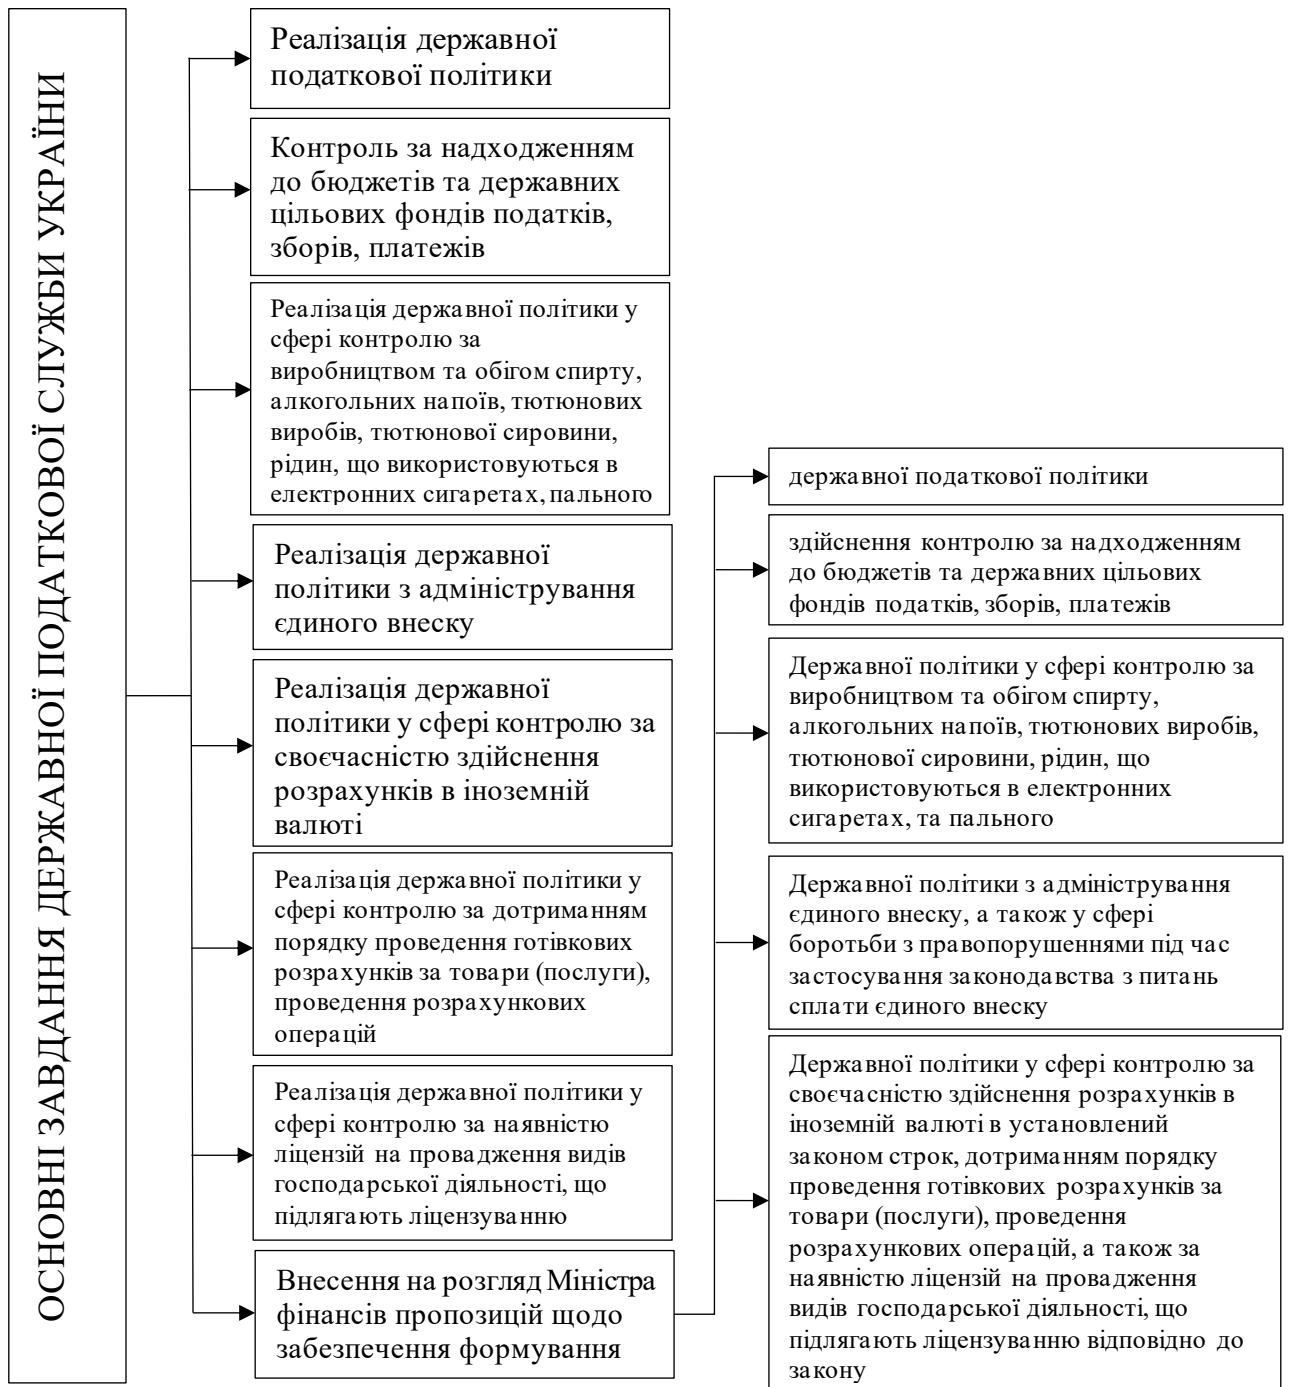 ОСНОВНІ ЗАВДАННЯ ДЕРЖАВНОЇ ПОДАТКОВОЇ СЛУЖБИ УКРАЇНИ
Реалізація державної
податкової політики
Контроль за надходженням
до бюджетів та державних
цільових фондів податків,
зборів, платежів
Реалізація державної політики у
сфері контролю за
виробництвом та обігом спирту,
алкогольних напоїв, тютюнових
виробів, тютюнової сировини,
рідин, що використовуються в
електронних сигаретах, пального
Реалізація державної
політики з адміністрування
єдиного внеску
Реалізація державної
політики у сфері контролю за
своєчасністю здійснення
розрахунків в іноземній
валюті
Реалізація державної політики у
сфері контролю за дотриманням
порядку проведення готівкових
розрахунків за товари (послуги),
проведення розрахункових
операцій
Реалізація державної політики у
сфері контролю за наявністю
ліцензій на провадження видів
господарської діяльності, що
підлягають ліцензуванню
Внесення на розгляд Міністра
фінансів пропозицій щодо
забезпечення формування
державної податкової політики
здійснення контролю за надходженням
до бюджетів та державних цільових
фондів податків, зборів, платежів
Державної політики у сфері контролю за
виробництвом та обігом спирту,
алкогольних напоїв, тютюнових виробів,
тютюнової сировини, рідин, що
використовуються в електронних
сигаретах, та пального
Державної політики з адміністрування
єдиного внеску, а також у сфері
боротьби з правопорушеннями під час
застосування законодавства з питань
сплати єдиного внеску
Державної політики у сфері контролю за
своєчасністю здійснення розрахунків в
іноземній валюті в установлений
законом строк, дотриманням порядку
проведення готівкових розрахунків за
товари (послуги), проведення
розрахункових операцій, а також за
наявністю ліцензій на провадження
видів господарської діяльності, що
підлягають ліцензуванню відповідно до
закону